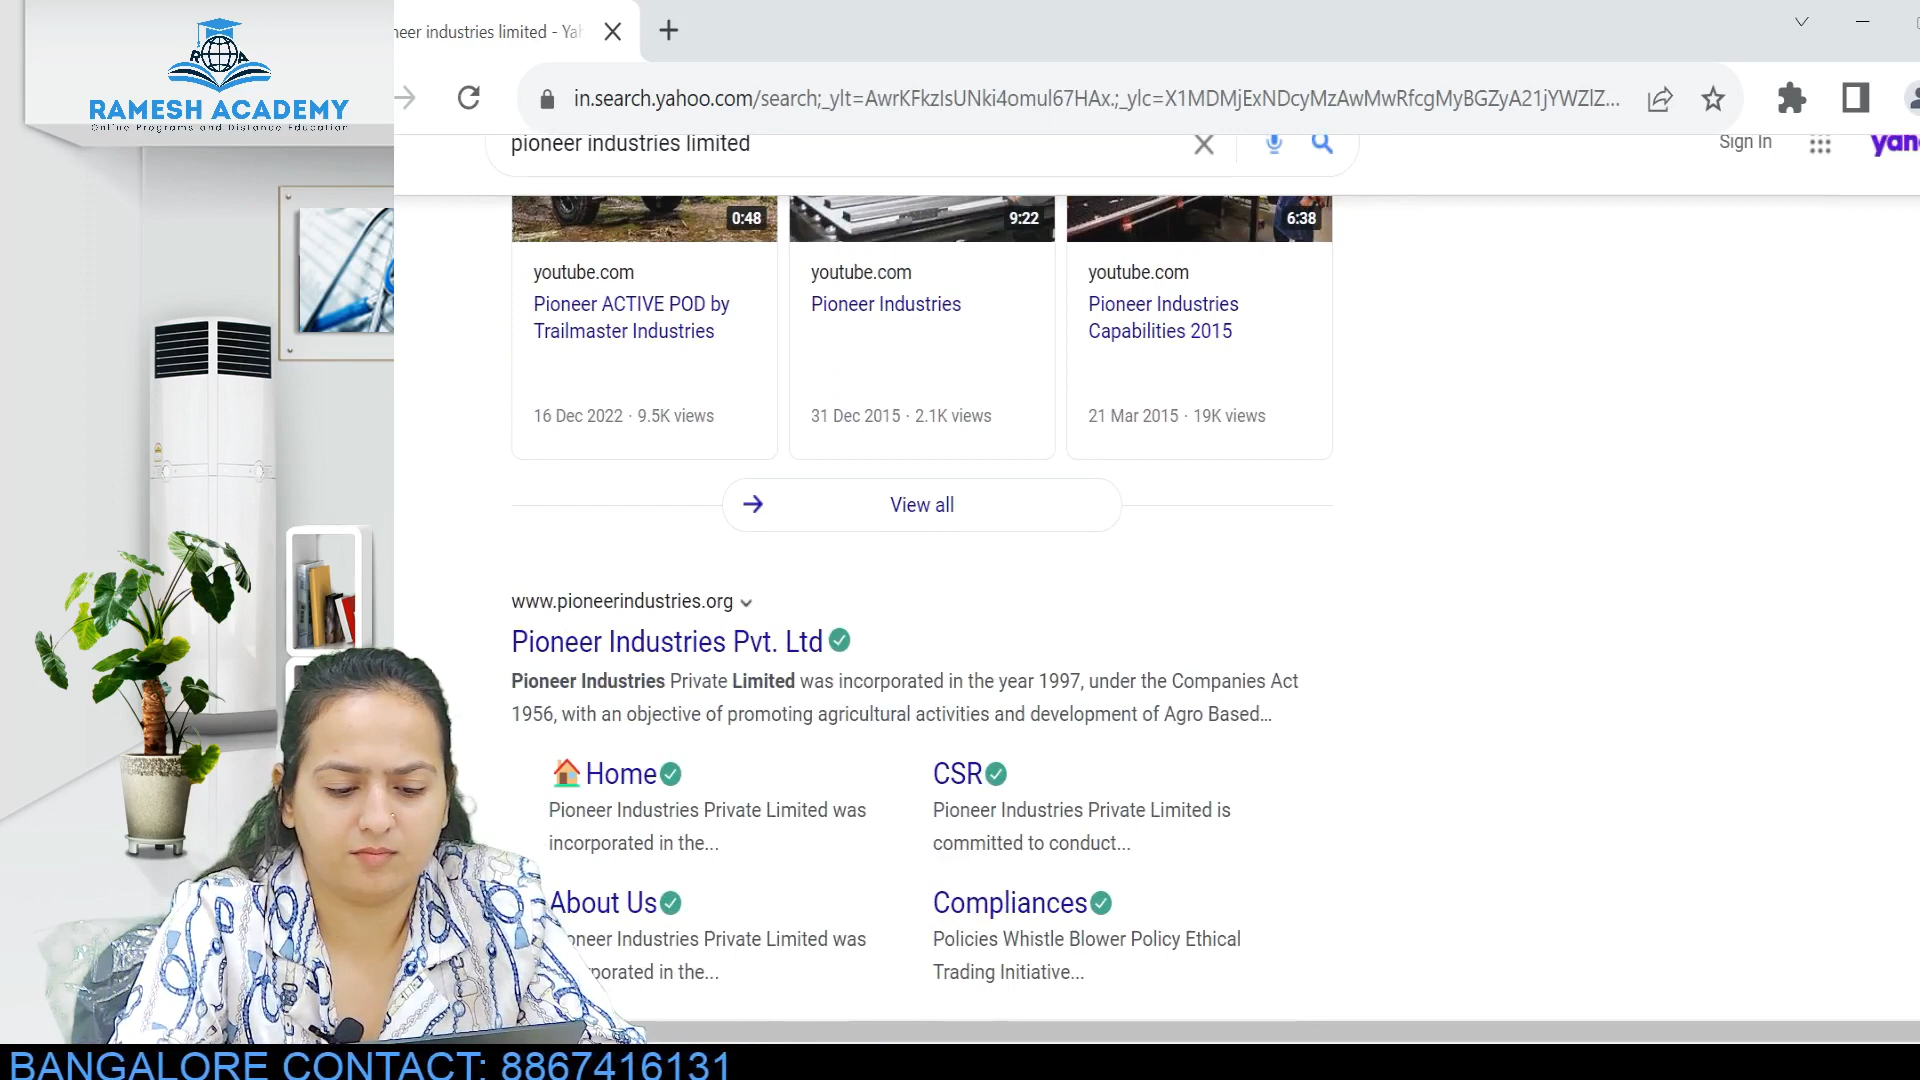 RAMESH ACADEMY
Online Programs and Distance Education
neer industries limited - Yah
in.search.yahoo.com/search;_ylt=AwrKFkzIsUNki4omul67HAx.;_ylc=X1MDMjExNDcyMzAwMwRfcgMyBGZyA21jYWZlZ...
pioneer industries limited
Sign In
yah
0:48
9:22
6:38
youtube.com
Pioneer ACTIVE POD by
Trailmaster Industries
16 Dec 2022 · 9.5K views
youtube.com
Pioneer Industries
31 Dec 2015 · 2.1K views
youtube.com
Pioneer Industries
Capabilities 2015
21 Mar 2015 · 19K views
View all
www.pioneerindustries.org
Pioneer Industries Pvt. Ltd
Pioneer Industries Private Limited was incorporated in the year 1997, under the Companies Act
1956, with an objective of promoting agricultural activities and development of Agro Based...
Home
Pioneer Industries Private Limited was
incorporated in the...
CSR
Pioneer Industries Private Limited is
committed to conduct...
About Us
oneer Industries Private Limited was
rporated in the...
Compliances
Policies Whistle Blower Policy Ethical
Trading Initiative...
BANGALORE CONTACT: 8867416131